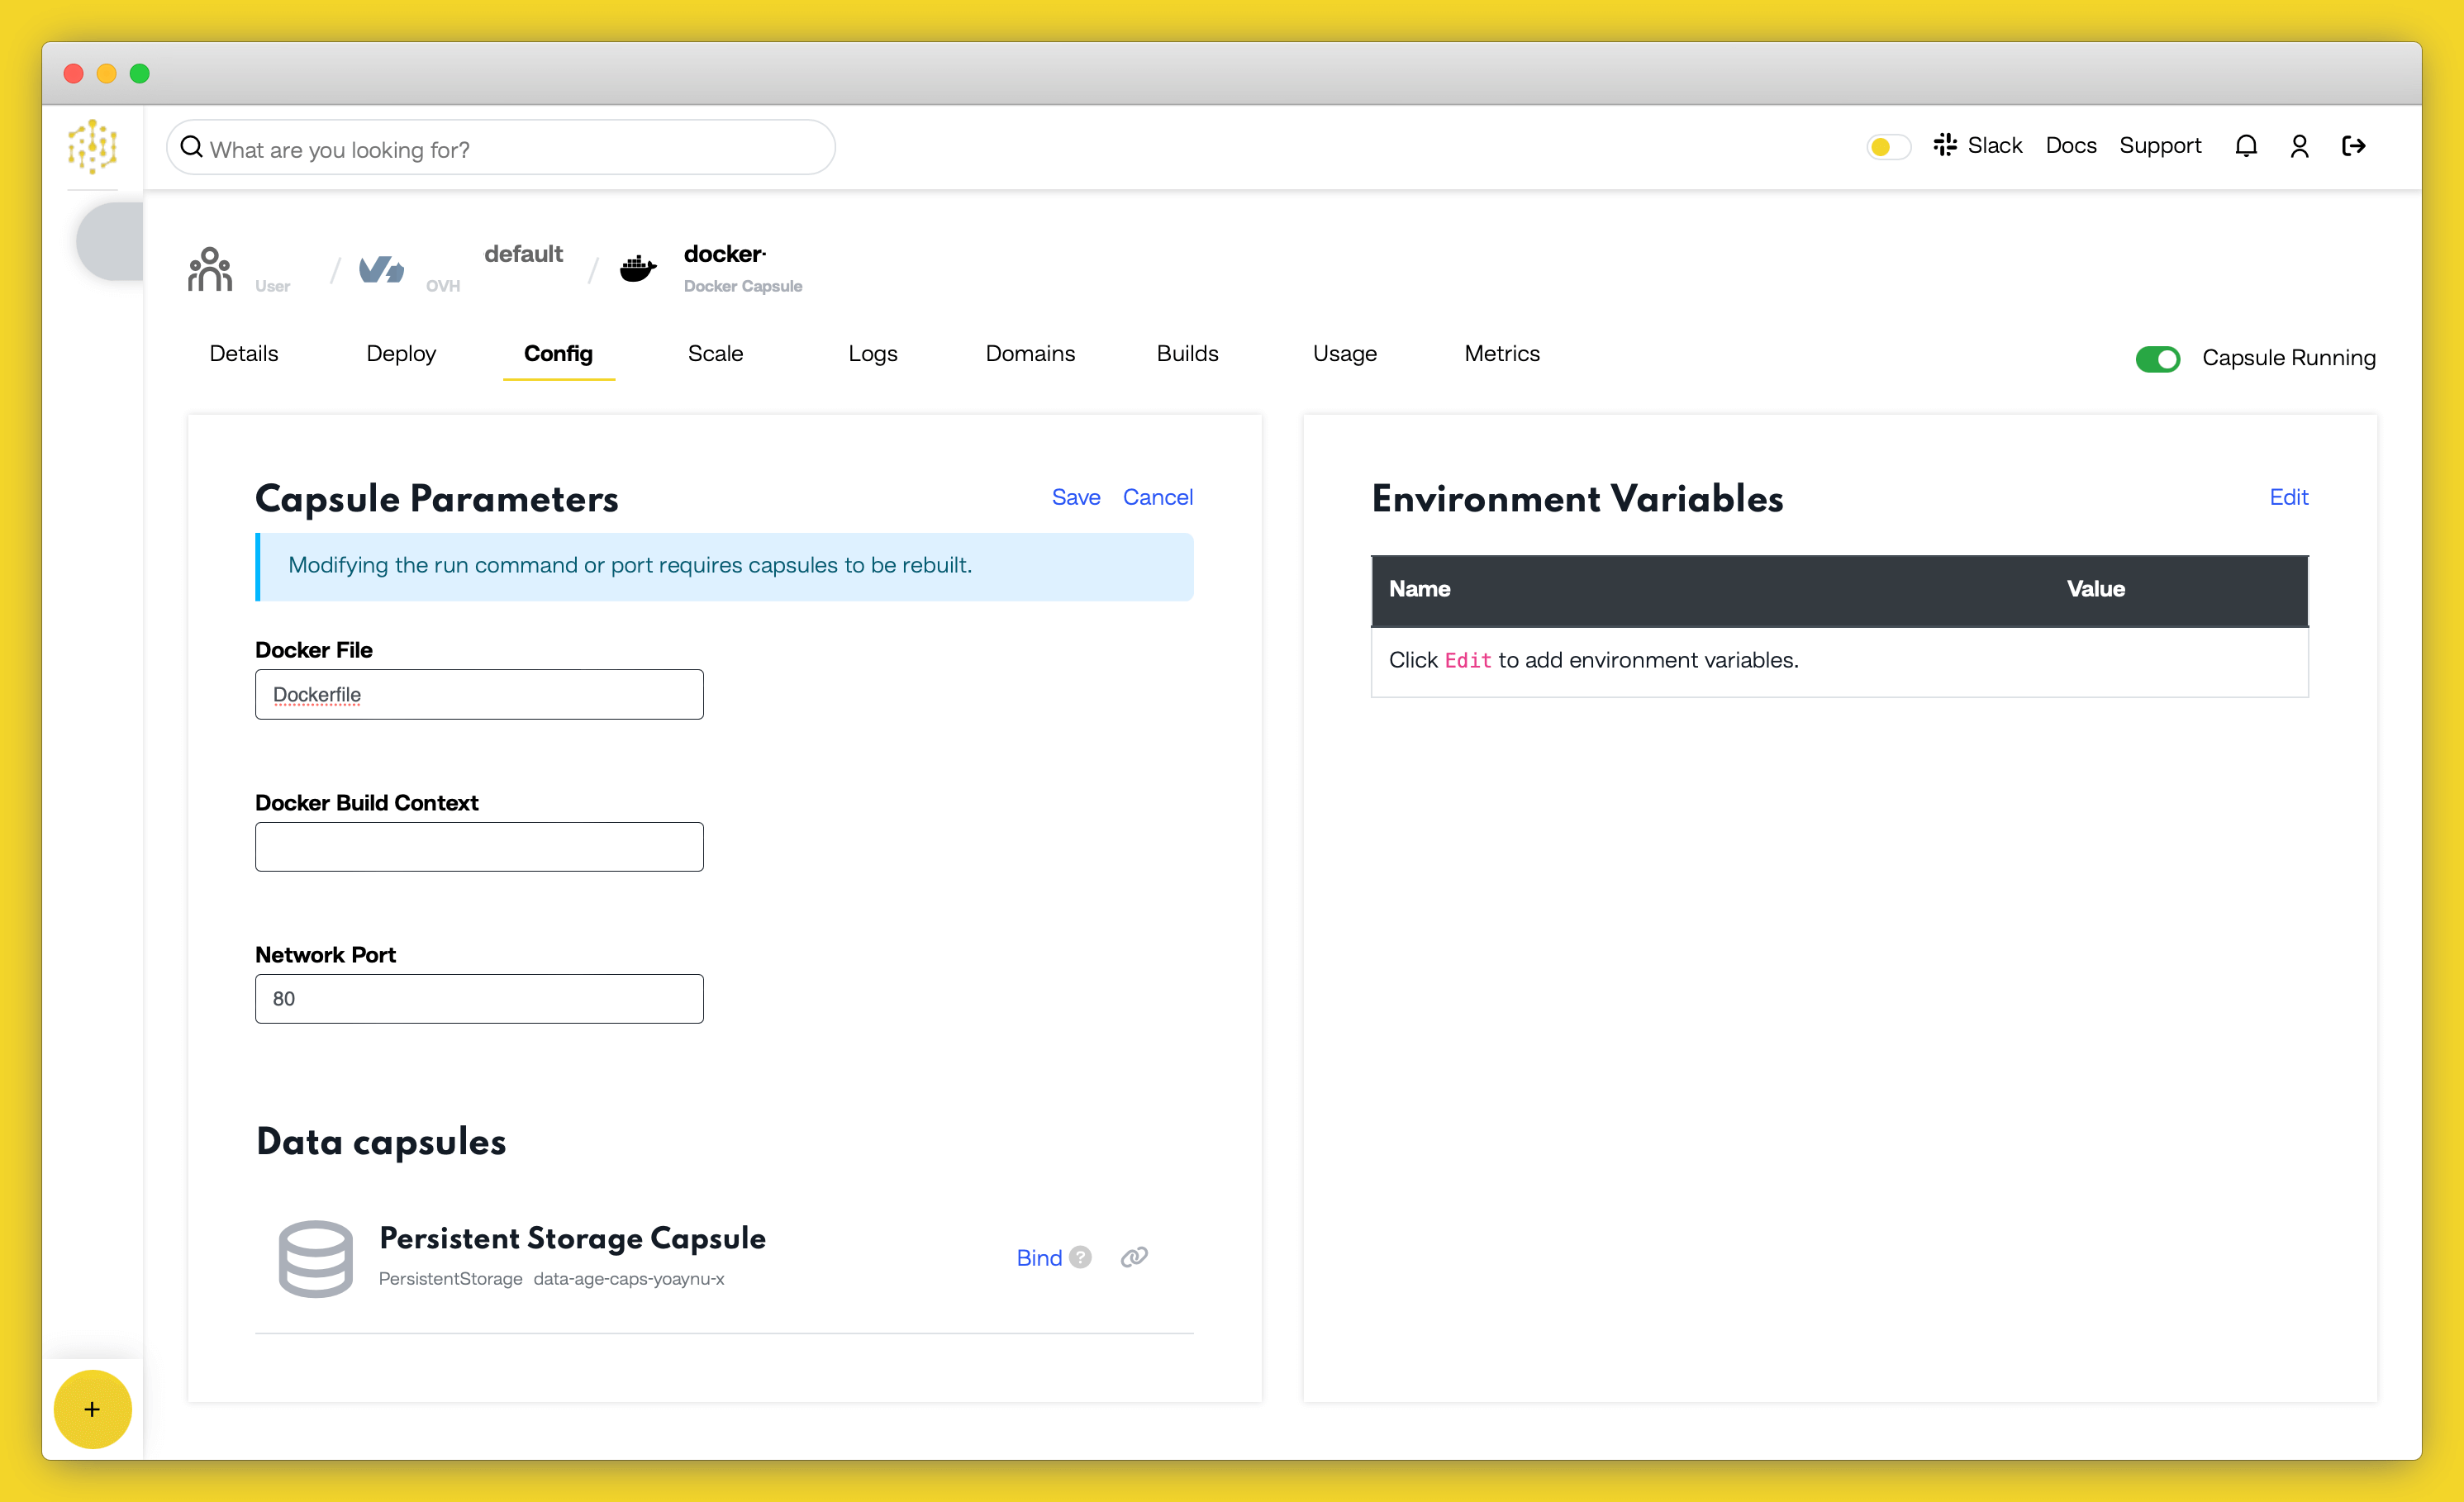 What are you looking for?
Slack Docs Support
User
OVH
default
docker-
Docker Capsule
Details Deploy Config Scale Logs Domains Builds Usage Metrics
Capsule Running
Capsule Parameters
Save Cancel
Modifying the run command or port requires capsules to be rebuilt.
Docker File
Dockerfile
Docker Build Context
Network Port
80
Data capsules
Persistent Storage Capsule
PersistentStorage data-age-caps-yoaynu-x
Bind ?
+
Environment Variables
Edit
Name Value
Click Edit to add environment variables.